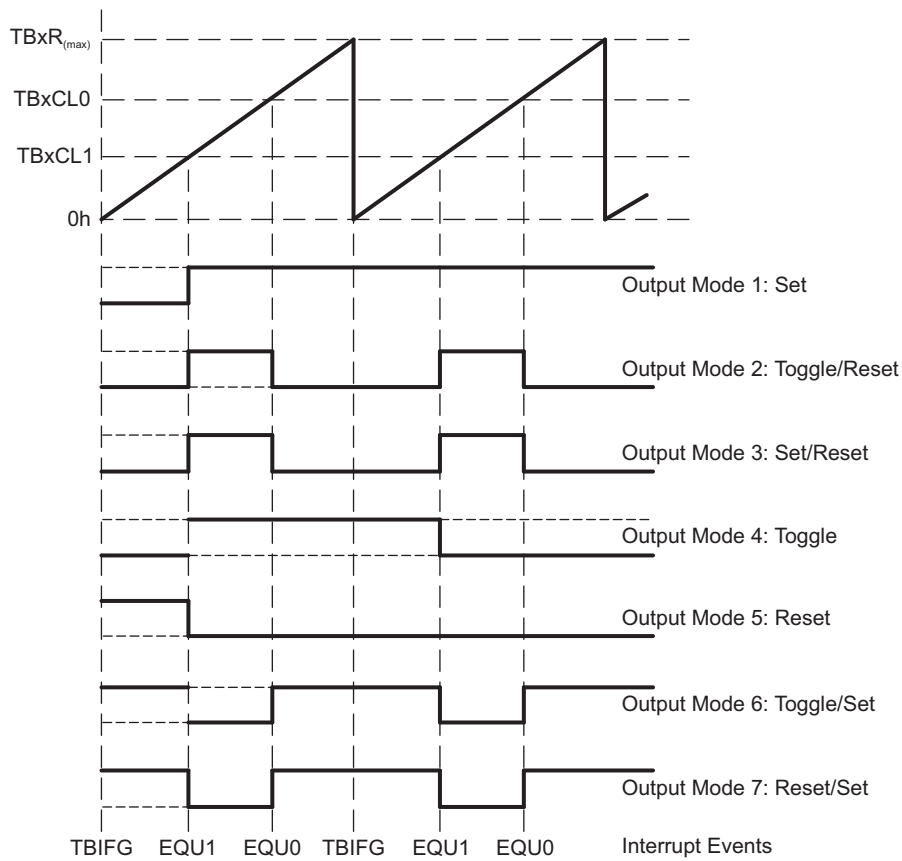 TBxR(max)
TBxCL0
TBxCL1
0h
Output Mode 1: Set
Output Mode 2: Toggle/Reset
Output Mode 3: Set/Reset
Output Mode 4: Toggle
Output Mode 5: Reset
Output Mode 6: Toggle/Set
Output Mode 7: Reset/Set
TBIFG EQU1 EQU0 TBIFG EQU1 EQU0 Interrupt Events